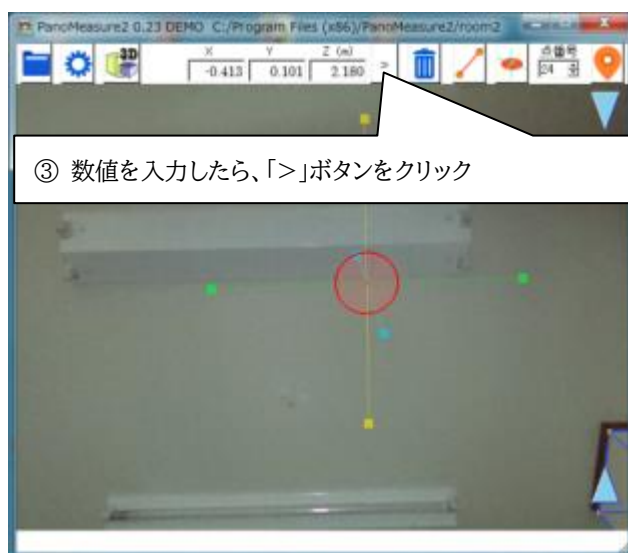 PanoMeasure2 0.23 DEMO C:/Program Files (x86)/PanoMeasure2/room2
3D
X Y Z (m)
-0.413 0.101 2.180
>
点番号
24
③ 数値を入力したら、「＞」ボタンをクリック